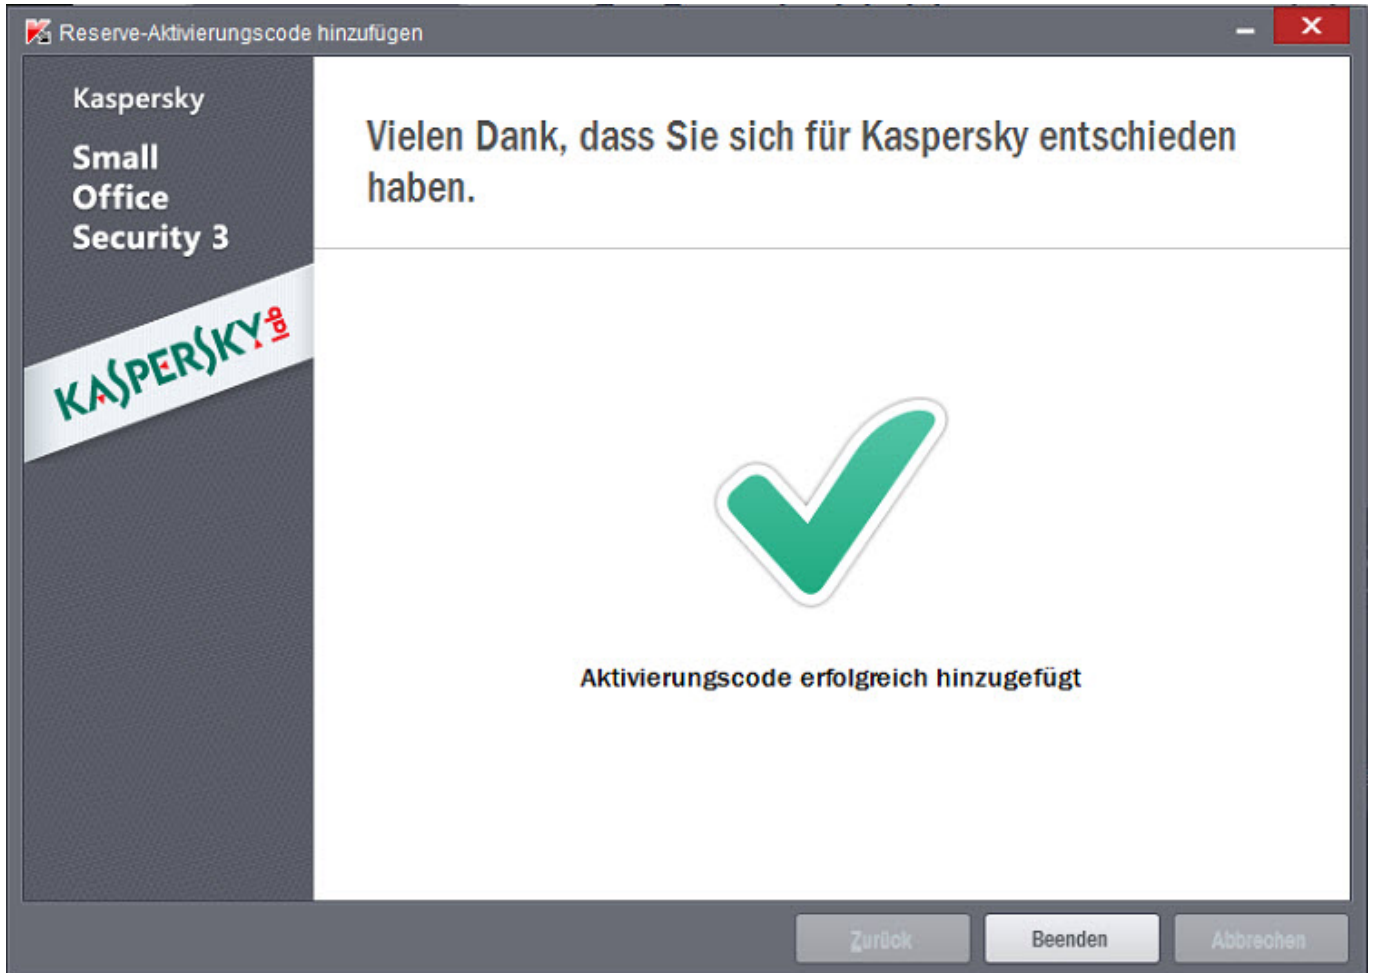 Reserve-Aktivierungscode hinzufügen
Kaspersky
Small
Office
Security 3
KASPERSKY lab
Vielen Dank, dass Sie sich für Kaspersky entschieden
haben.
Aktivierungscode erfolgreich hinzugefügt
Zurück
Beenden
Abbrechen